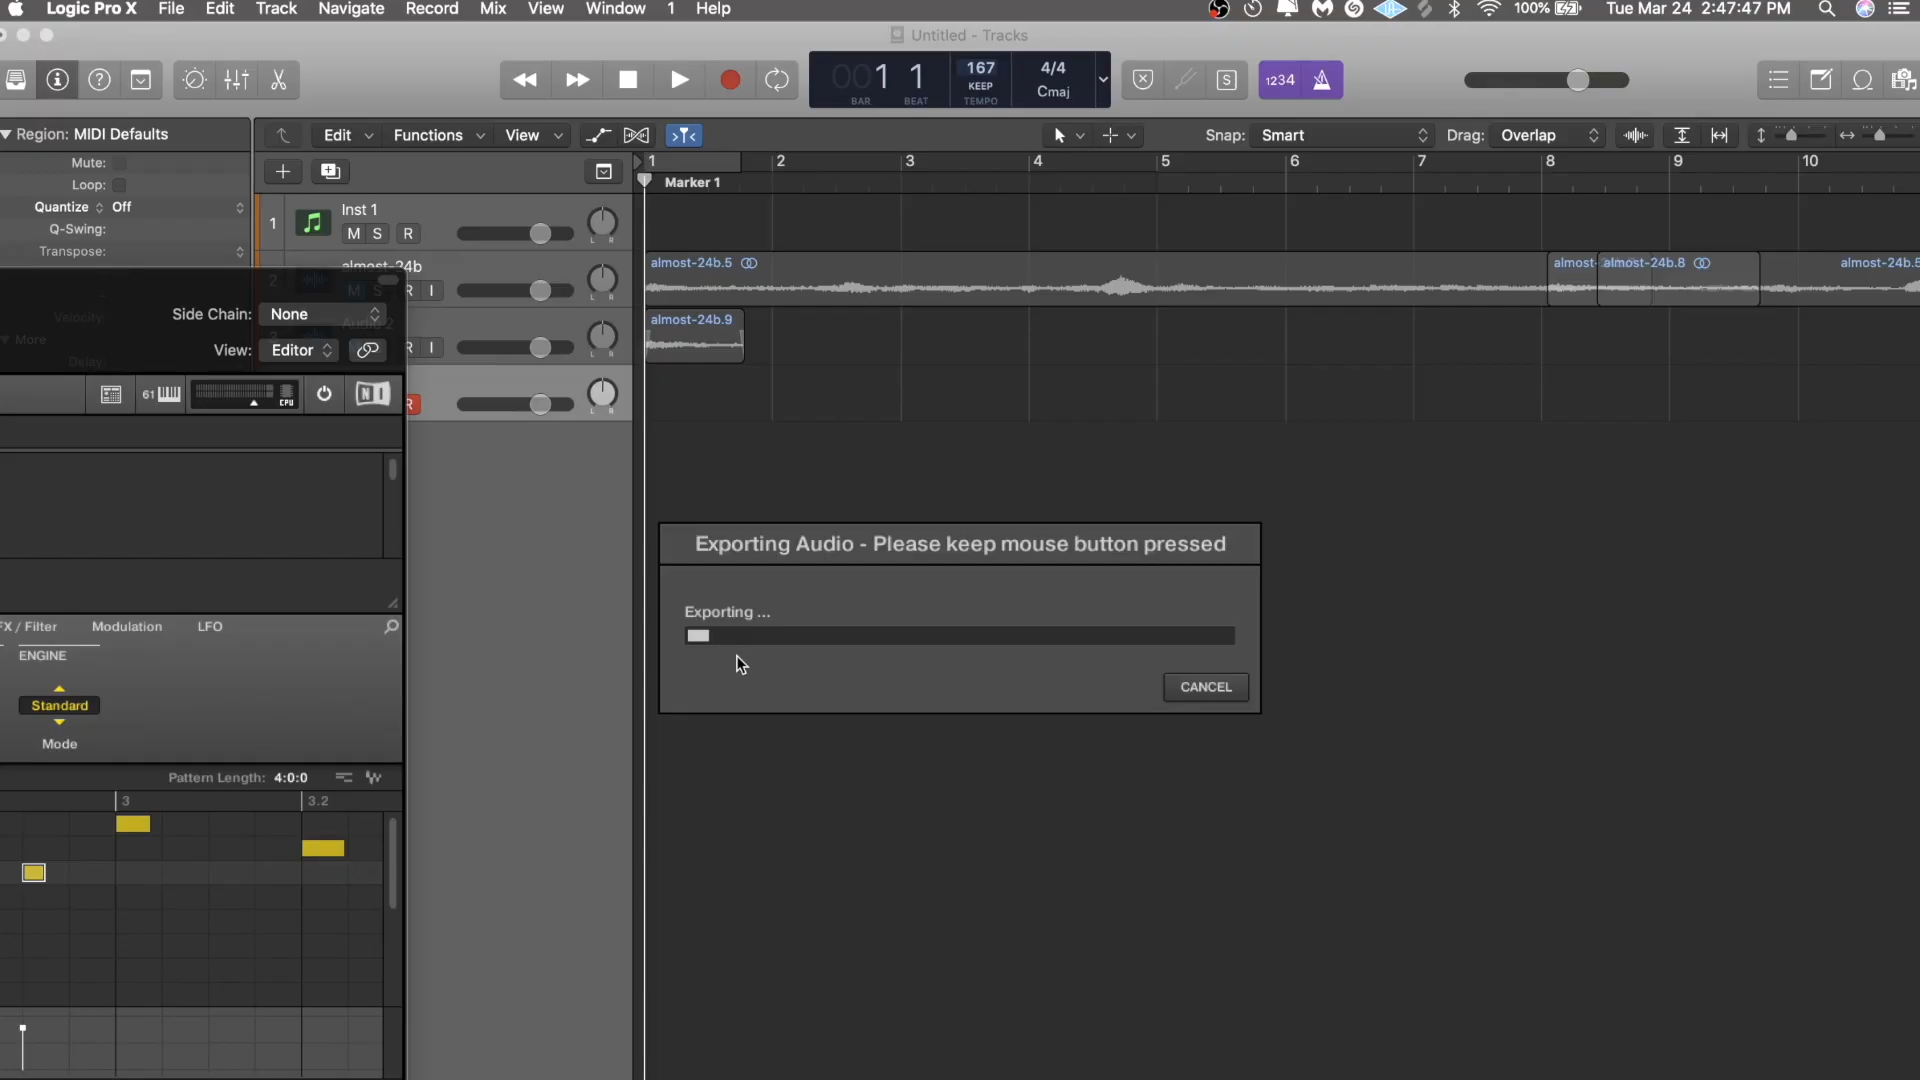 Logic Pro X File Edit Track Navigate Record Mix View Window 1 Help 100% Tue Mar 24 2:47:47 PM
Untitled - Tracks
001 1 167 4/4
KEEP Cmaj
BAR BEAT TEMPO
S 1234
Region: MIDI Defaults
Edit Functions View Snap: Smart Drag: Overlap
Mute:
Loop:
Quantize Off
Q-Swing:
Transpose:
Velocity:
More
Delay:
1 2 3 4 5 6 7 8 9 10
Marker 1
1 Inst 1
M S R
L R
2 almost-24b
M S R I
L R
Audio 2
R I
L R
R
L R
almost-24b.5 almost- almost-24b.8 almost-24b.5
almost-24b.9
Side Chain: None
View: Editor
61 CPU NI
FX / Filter Modulation LFO
ENGINE
Standard
Mode
Pattern Length: 4:0:0
3 3.2
Exporting Audio - Please keep mouse button pressed
Exporting ...
CANCEL